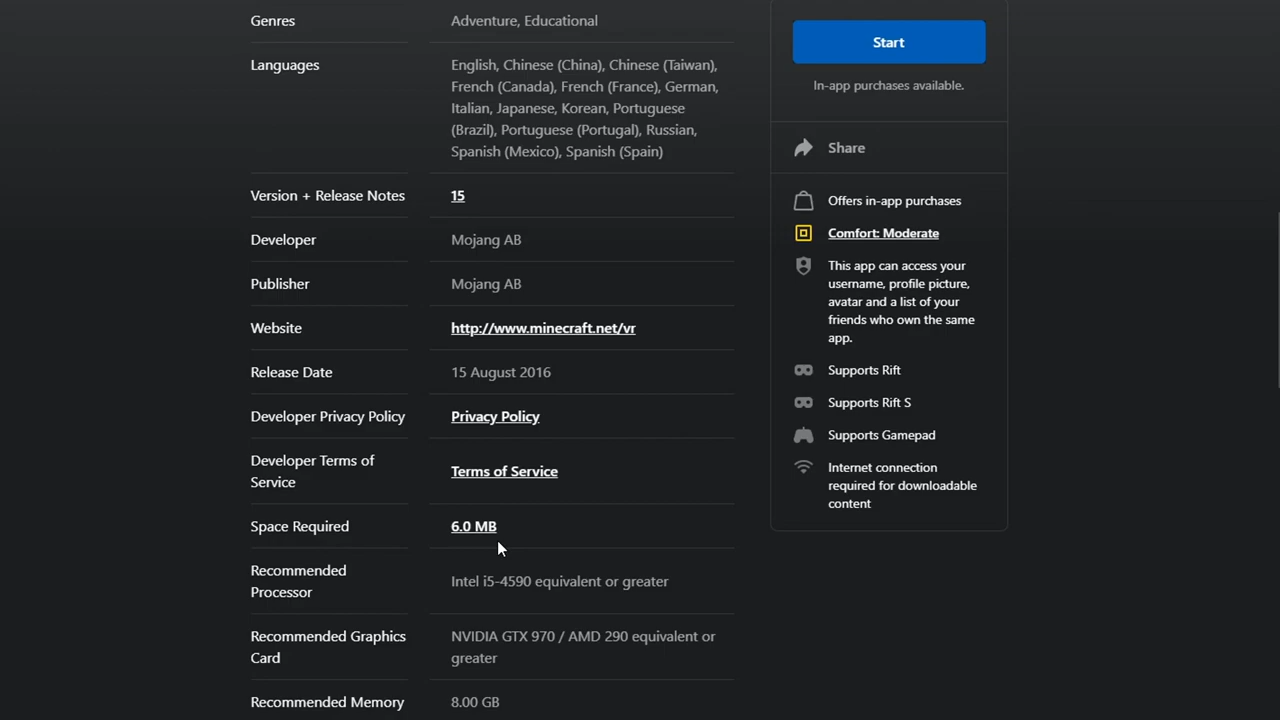 Genres
Adventure, Educational
Languages
English, Chinese (China), Chinese (Taiwan),
French (Canada), French (France), German,
Italian, Japanese, Korean, Portuguese
(Brazil), Portuguese (Portugal), Russian,
Spanish (Mexico), Spanish (Spain)
Version + Release Notes
15
Developer
Mojang AB
Publisher
Mojang AB
Website
http://www.minecraft.net/vr
Release Date
15 August 2016
Developer Privacy Policy
Privacy Policy
Developer Terms of
Service
Terms of Service
Space Required
6.0 MB
Recommended
Processor
Intel i5-4590 equivalent or greater
Recommended Graphics
Card
NVIDIA GTX 970 / AMD 290 equivalent or
greater
Recommended Memory
8.00 GB
Start
In-app purchases available.
Share
Offers in-app purchases
Comfort: Moderate
This app can access your
username, profile picture,
avatar and a list of your
friends who own the same
app.
Supports Rift
Supports Rift S
Supports Gamepad
Internet connection
required for downloadable
content